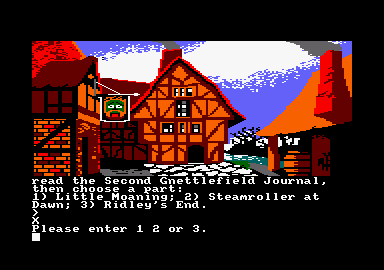 read the Second Gnettlefield Journal,
then choose a part:
1) Little Moaning; 2) Steamroller at
Dawn; 3) Ridley's End.
>
X
Please enter 1 2 or 3.